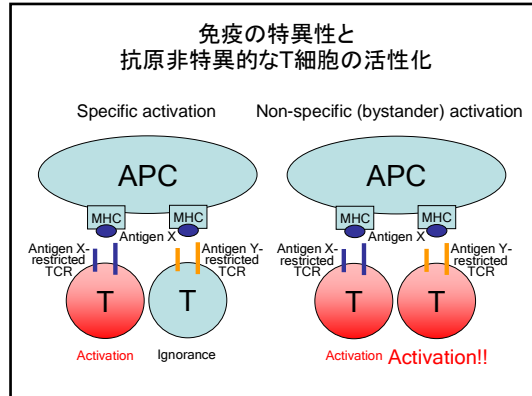 免疫の特異性と
抗原非特異的なT細胞の活性化
Specific activation
APC
MHC
MHC
Antigen X
Antigen X-
restricted
TCR
Antigen Y-
restricted
TCR
T
T
Activation
Ignorance
Non-specific (bystander) activation
APC
MHC
MHC
Antigen X
Antigen X-
restricted
TCR
Antigen Y-
restricted
TCR
T
T
Activation
Activation!!